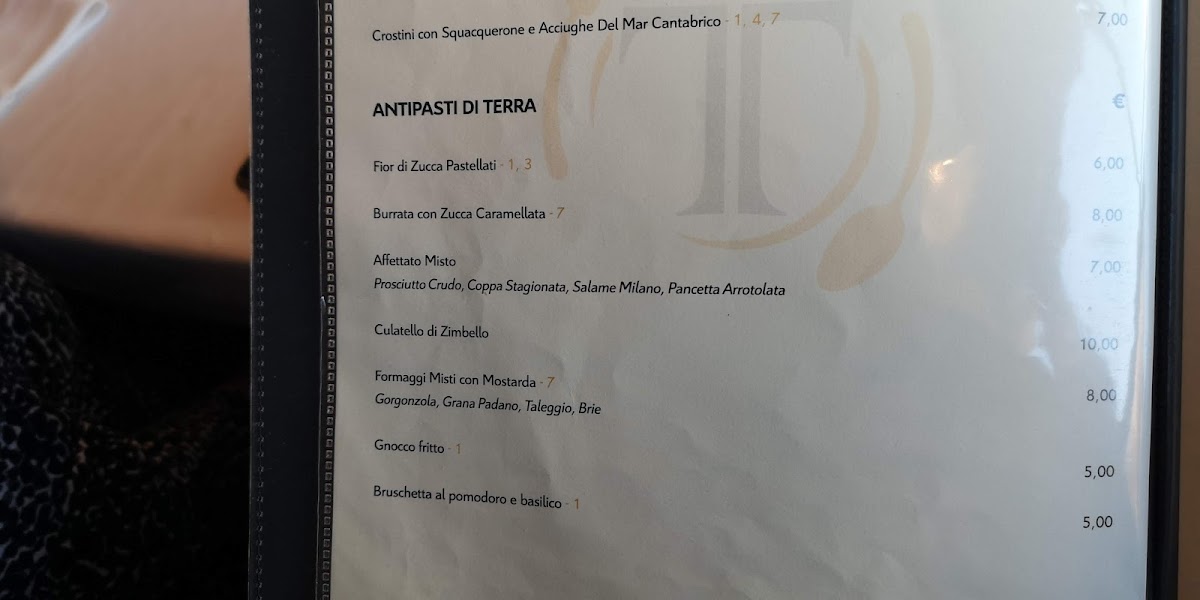 Crostini con Squacquerone e Acciughe Del Mar Cantabrico - 1, 4, 7 7,00
ANTIPASTI DI TERRA €
Fior di Zucca Pastellati - 1, 3 6,00
Burrata con Zucca Caramellata - 7 8,00
Affettato Misto 7,00
Prosciutto Crudo, Coppa Stagionata, Salame Milano, Pancetta Arrotolata
Culatello di Zimbello 10,00
Formaggi Misti con Mostarda - 7 8,00
Gorgonzola, Grana Padano, Taleggio, Brie
Gnocco fritto - 1 5,00
Bruschetta al pomodoro e basilico - 1 5,00